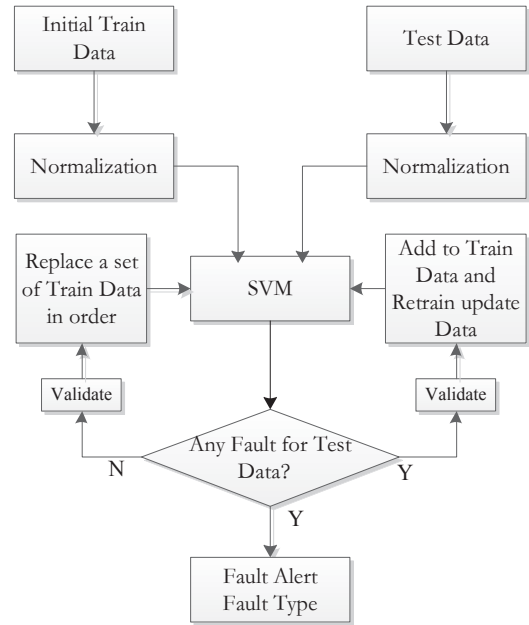 Initial Train
Data
Test Data
Normalization
Normalization
Replace a set
of Train Data
in order
SVM
Add to Train
Data and
Retrain update
Data
Validate
Validate
Any Fault for Test
Data?
N
Y
Y
Fault Alert
Fault Type